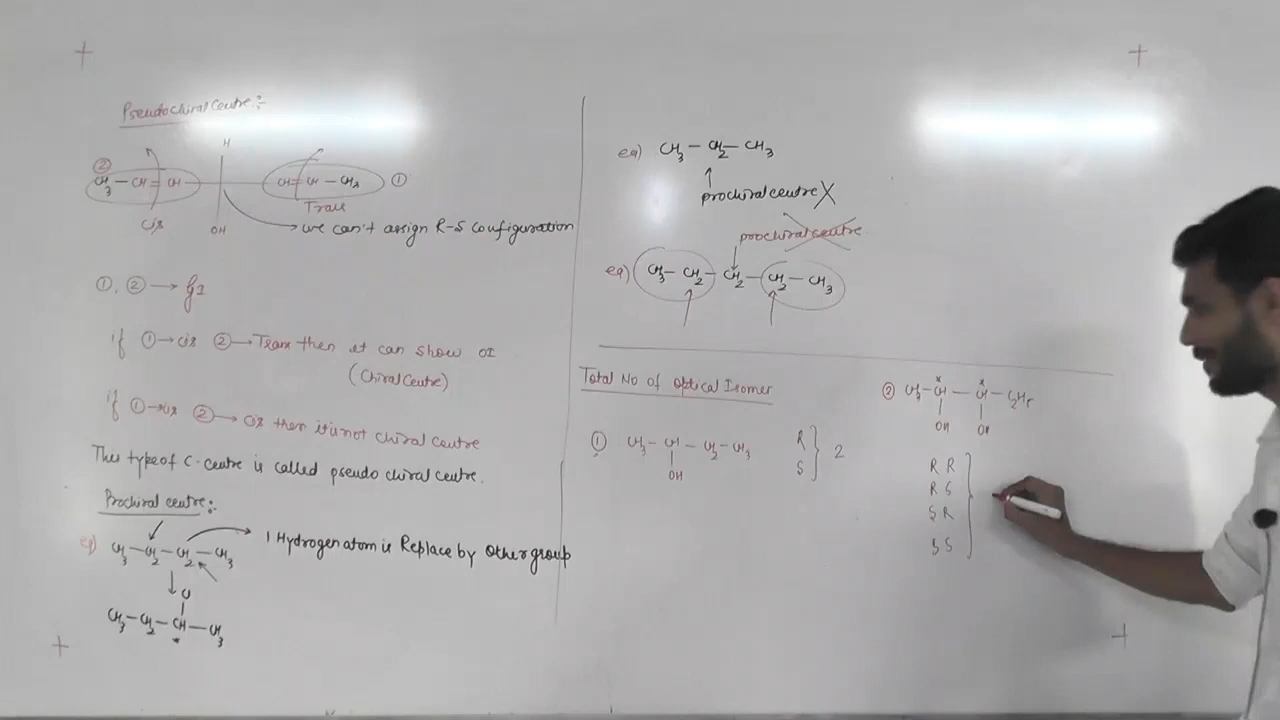 Pseudochiral Centre :-
H
② CH3 - CH = CH
CH = CH - CH3 ①
cis
Trans
OH
we can't assign R-S Configuration
①, ② → GI
if ① → cis ② → Trans then it can show OI
(Chiral Centre)
if ① → cis ② → cis then it is not chiral centre
This type of C-centre is called pseudo chiral centre.
Prochiral centre :-
eg) CH3 - CH2 - CH2 - CH3
1 Hydrogen atom is Replace by Other group
Cl
CH3 - CH2 - CH - CH3
*
eg) CH3 - CH2 - CH3
prochiral centre X
prochiral centre
eg) CH3 - CH2 - CH2 - CH2 - CH3
Total No of Optical Isomer
① CH3 - CH - CH2 - CH3
OH
R
S
2
② CH3 - CH* - CH* - C2H5
OH OH
R R
R S
S R
S S